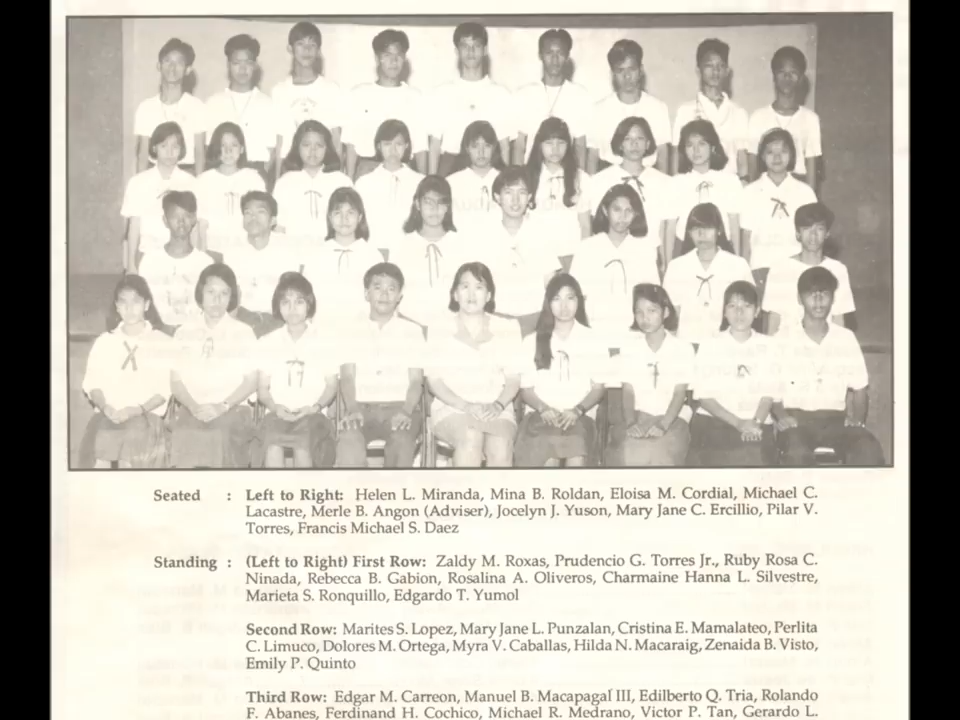 Seated : Left to Right: Helen L. Miranda, Mina B. Roldan, Eloisa M. Cordial, Michael C.
Lacastre, Merle B. Angon (Adviser), Jocelyn J. Yuson, Mary Jane C. Ercillio, Pilar V.
Torres, Francis Michael S. Daez
Standing : (Left to Right) First Row: Zaldy M. Roxas, Prudencio G. Torres Jr., Ruby Rosa C.
Ninada, Rebecca B. Gabion, Rosalina A. Oliveros, Charmaine Hanna L. Silvestre,
Marieta S. Ronquillo, Edgardo T. Yumol
Second Row: Marites S. Lopez, Mary Jane L. Punzalan, Cristina E. Mamalateo, Perlita
C. Limuco, Dolores M. Ortega, Myra V. Caballas, Hilda N. Macaraig, Zenaida B. Visto,
Emily P. Quinto
Third Row: Edgar M. Carreon, Manuel B. Macapagal III, Edilberto Q. Tria, Rolando
F. Abanes, Ferdinand H. Cochico, Michael R. Medrano, Victor P. Tan, Gerardo L.